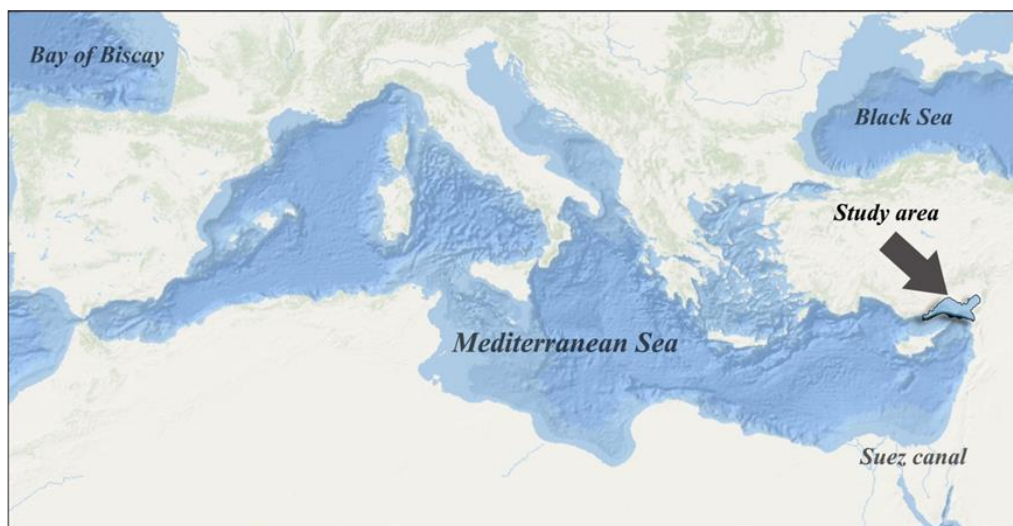 Bay of Biscay
Black Sea
Study area
Mediterranean Sea
Suez canal